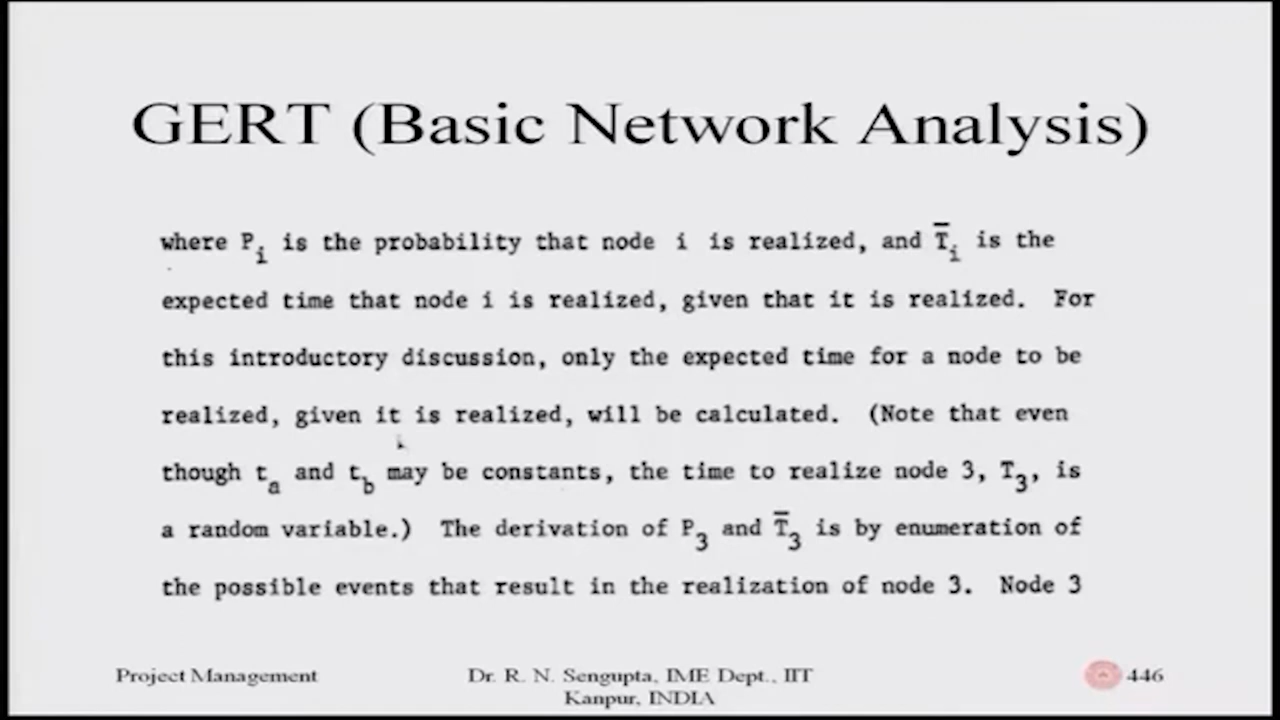 GERT (Basic Network Analysis)
where P_i is the probability that node i is realized, and T̅_i is the
expected time that node i is realized, given that it is realized. For
this introductory discussion, only the expected time for a node to be
realized, given it is realized, will be calculated. (Note that even
though t_a and t_b may be constants, the time to realize node 3, T_3, is
a random variable.) The derivation of P_3 and T̅_3 is by enumeration of
the possible events that result in the realization of node 3. Node 3
Project Management
Dr. R. N. Sengupta, IME Dept., IIT
Kanpur, INDIA
446